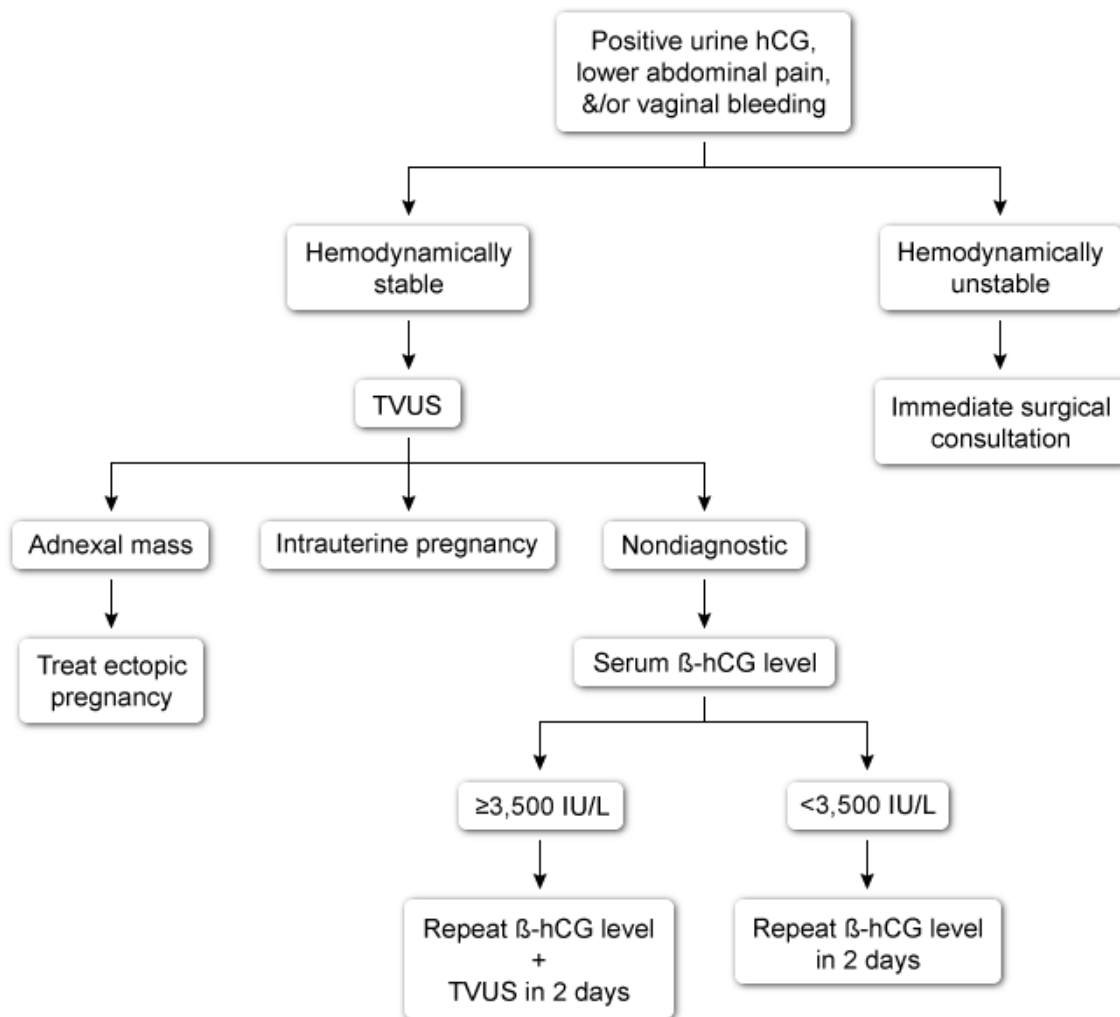 Positive urine hCG,
lower abdominal pain,
&/or vaginal bleeding
Hemodynamically
stable
Hemodynamically
unstable
TVUS
Immediate surgical
consultation
Adnexal mass
Intrauterine pregnancy
Nondiagnostic
Treat ectopic
pregnancy
Serum ß-hCG level
≥3,500 IU/L
<3,500 IU/L
Repeat ß-hCG level
+
TVUS in 2 days
Repeat ß-hCG level
in 2 days